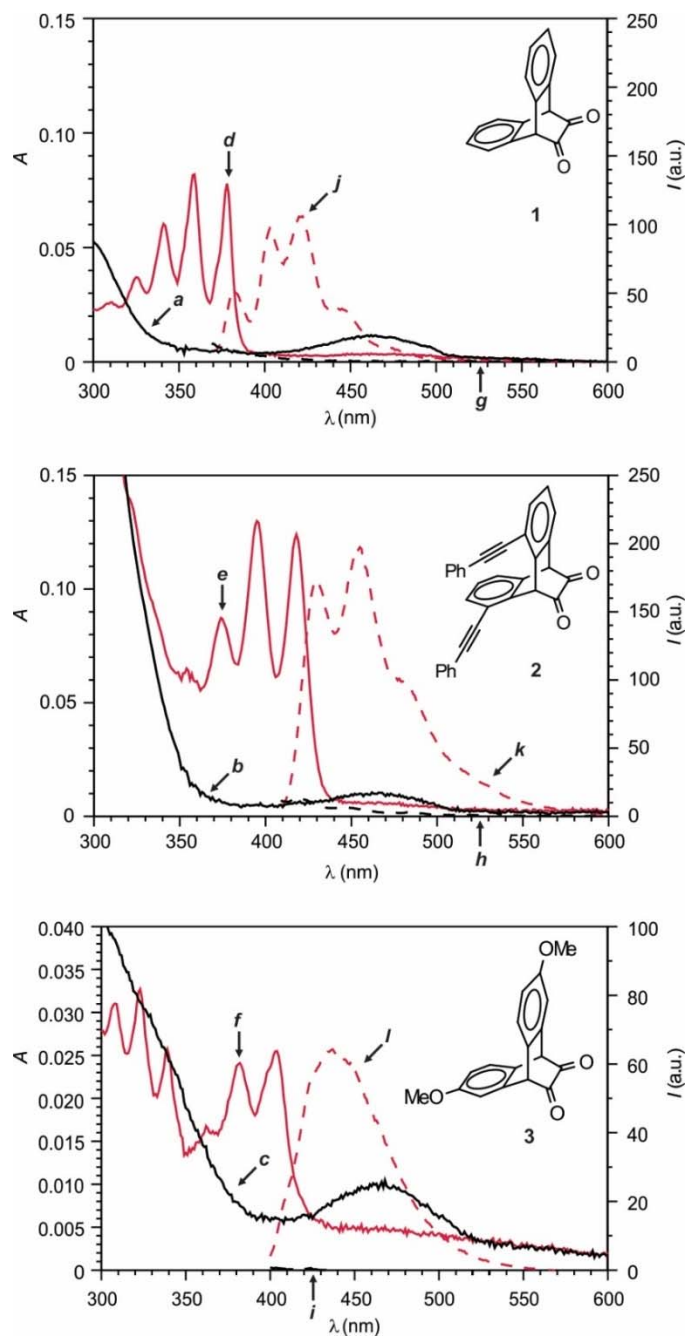 0.15
0.10
0.05
0
A
250
200
150
100
50
0
I (a.u.)
300 350 400 450 500 550 600
λ (nm)
d
j
a
g
O
O
1
0.15
0.10
0.05
0
A
250
200
150
100
50
0
I (a.u.)
300 350 400 450 500 550 600
λ (nm)
e
b
k
h
Ph
Ph
O
O
2
0.040
0.035
0.030
0.025
0.020
0.015
0.010
0.005
0
A
100
80
60
40
20
0
I (a.u.)
300 350 400 450 500 550 600
λ (nm)
f
l
c
i
OMe
MeO
O
O
3